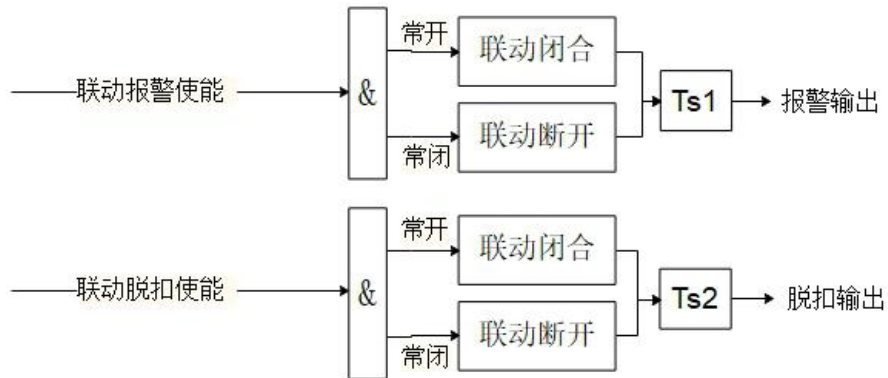 常开
联动闭合
联动报警使能
&
Ts1
报警输出
联动断开
常闭
常开
联动闭合
联动脱扣使能
&
Ts2
脱扣输出
联动断开
常闭